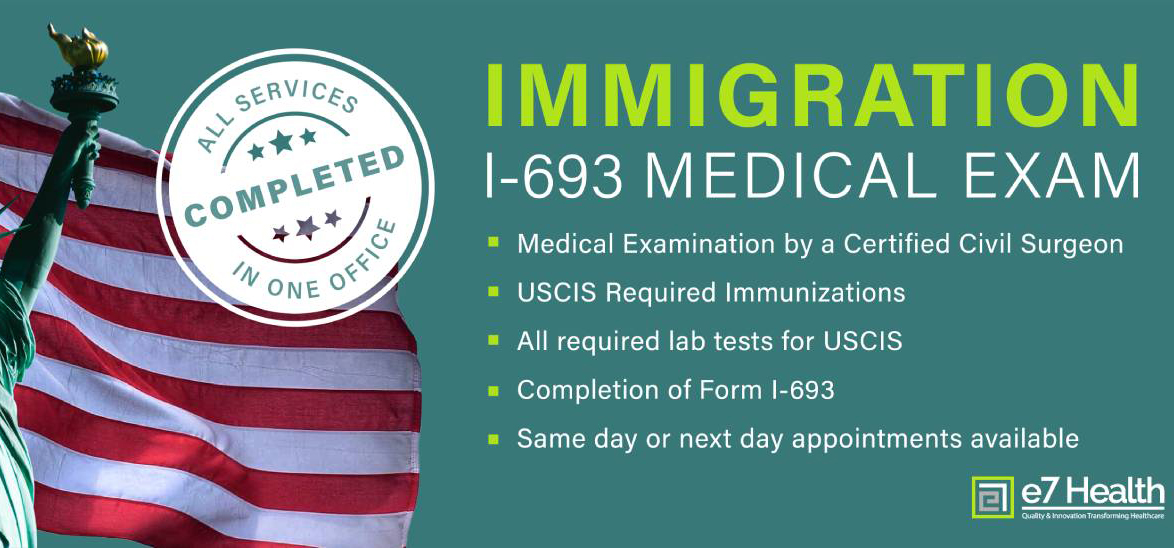 ALL SERVICES
COMPLETED
IN ONE OFFICE
IMMIGRATION
I-693 MEDICAL EXAM
Medical Examination by a Certified Civil Surgeon
USCIS Required Immunizations
All required lab tests for USCIS
Completion of Form I-693
Same day or next day appointments available
e7 Health
Quality & Innovation Transforming Healthcare